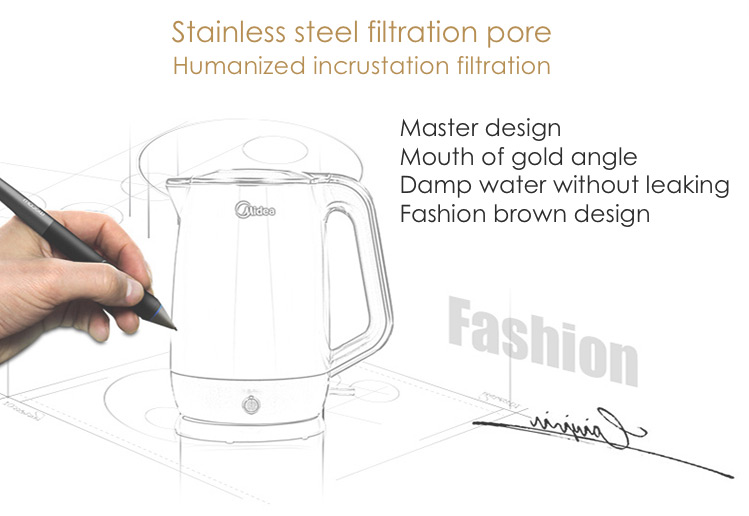 Stainless steel filtration pore
Humanized incrustation filtration
Master design
Mouth of gold angle
Damp water without leaking
Fashion brown design
Midea
Fashion